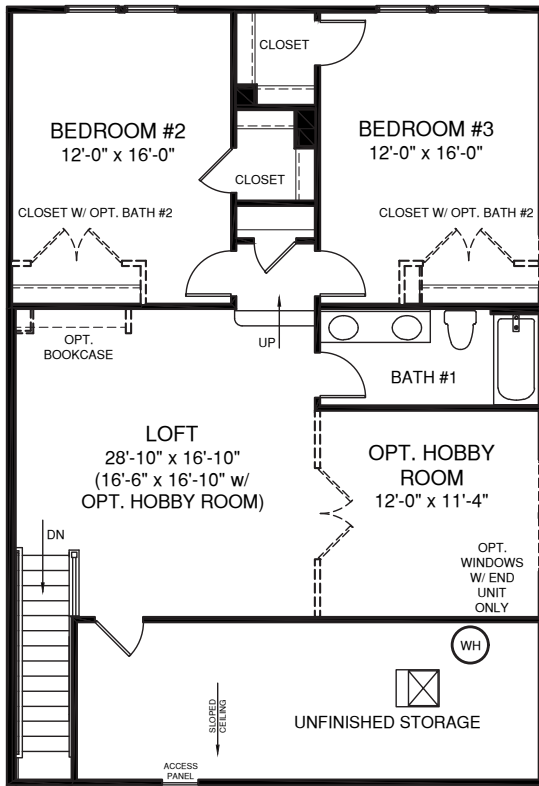 CLOSET
BEDROOM #2
12'-0" x 16'-0"
BEDROOM #3
12'-0" x 16'-0"
CLOSET
CLOSET W/ OPT. BATH #2
CLOSET W/ OPT. BATH #2
UP
OPT.
BOOKCASE
BATH #1
LOFT
28'-10" x 16'-10"
(16'-6" x 16'-10" w/
OPT. HOBBY ROOM)
OPT. HOBBY
ROOM
12'-0" x 11'-4"
DN
OPT.
WINDOWS
W/ END
UNIT
ONLY
WH
SLOPED
CEILING
UNFINISHED STORAGE
ACCESS
PANEL